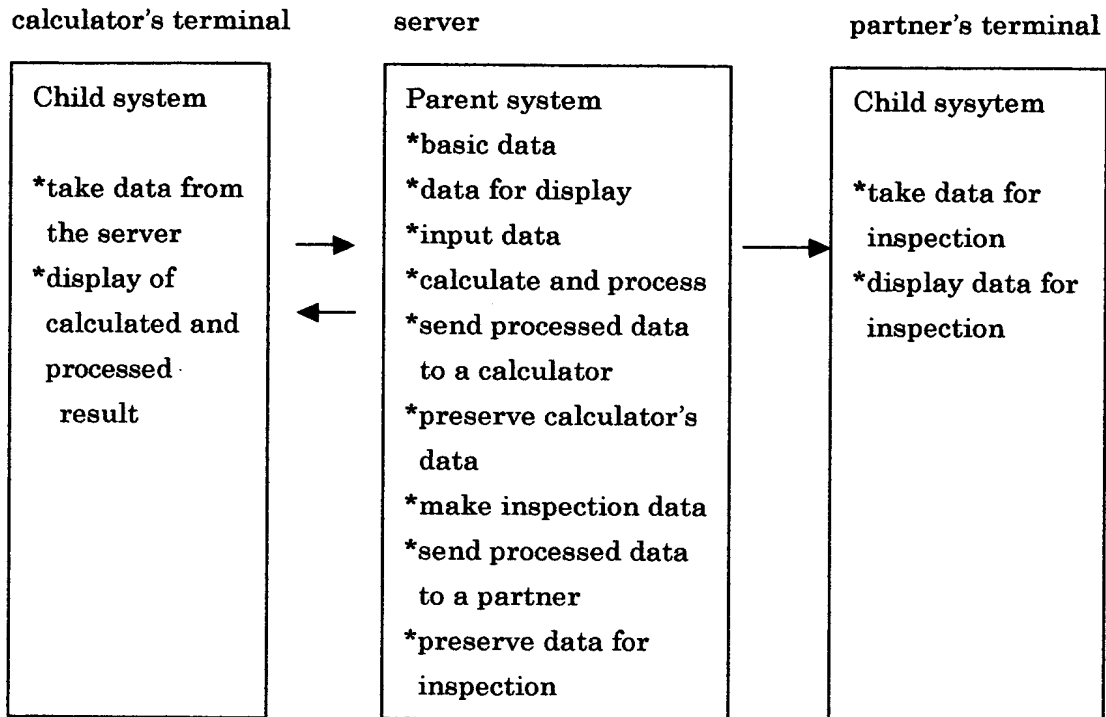 calculator's terminal
server
partner's terminal
Child system
*take data from
the server
*display of
calculated and
processed
result
Parent system
*basic data
*data for display
*input data
*calculate and process
*send processed data
to a calculator
*preserve calculator's
data
*make inspection data
*send processed data
to a partner
*preserve data for
inspection
Child sysytem
*take data for
inspection
*display data for
inspection